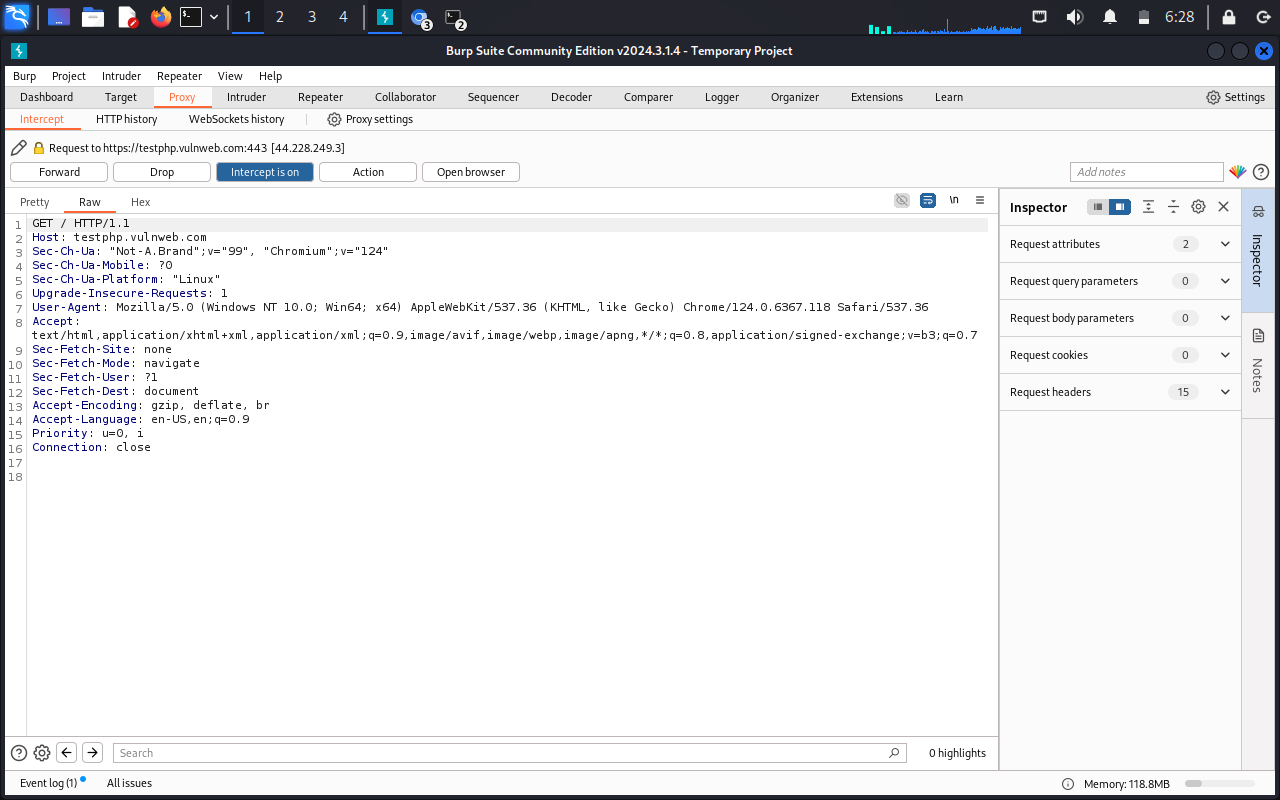 1 2 3 4 3 2 6:28
Burp Suite Community Edition v2024.3.1.4 - Temporary Project
Burp Project Intruder Repeater View Help
Dashboard Target Proxy Intruder Repeater Collaborator Sequencer Decoder Comparer Logger Organizer Extensions Learn Settings
Intercept HTTP history WebSockets history Proxy settings
Request to https://testphp.vulnweb.com:443 [44.228.249.3]
Forward Drop Intercept is on Action Open browser Add notes
Pretty Raw Hex \n
1 GET / HTTP/1.1
2 Host: testphp.vulnweb.com
3 Sec-Ch-Ua: "Not-A.Brand";v="99", "Chromium";v="124"
4 Sec-Ch-Ua-Mobile: ?0
5 Sec-Ch-Ua-Platform: "Linux"
6 Upgrade-Insecure-Requests: 1
7 User-Agent: Mozilla/5.0 (Windows NT 10.0; Win64; x64) AppleWebKit/537.36 (KHTML, like Gecko) Chrome/124.0.6367.118 Safari/537.36
8 Accept:
text/html,application/xhtml+xml,application/xml;q=0.9,image/avif,image/webp,image/apng,*/*;q=0.8,application/signed-exchange;v=b3;q=0.7
9 Sec-Fetch-Site: none
10 Sec-Fetch-Mode: navigate
11 Sec-Fetch-User: ?1
12 Sec-Fetch-Dest: document
13 Accept-Encoding: gzip, deflate, br
14 Accept-Language: en-US,en;q=0.9
15 Priority: u=0, i
16 Connection: close
17
18
Inspector
Request attributes 2
Request query parameters 0
Request body parameters 0
Request cookies 0
Request headers 15
Inspector
Notes
Search 0 highlights
Event log (1) All issues Memory: 118.8MB